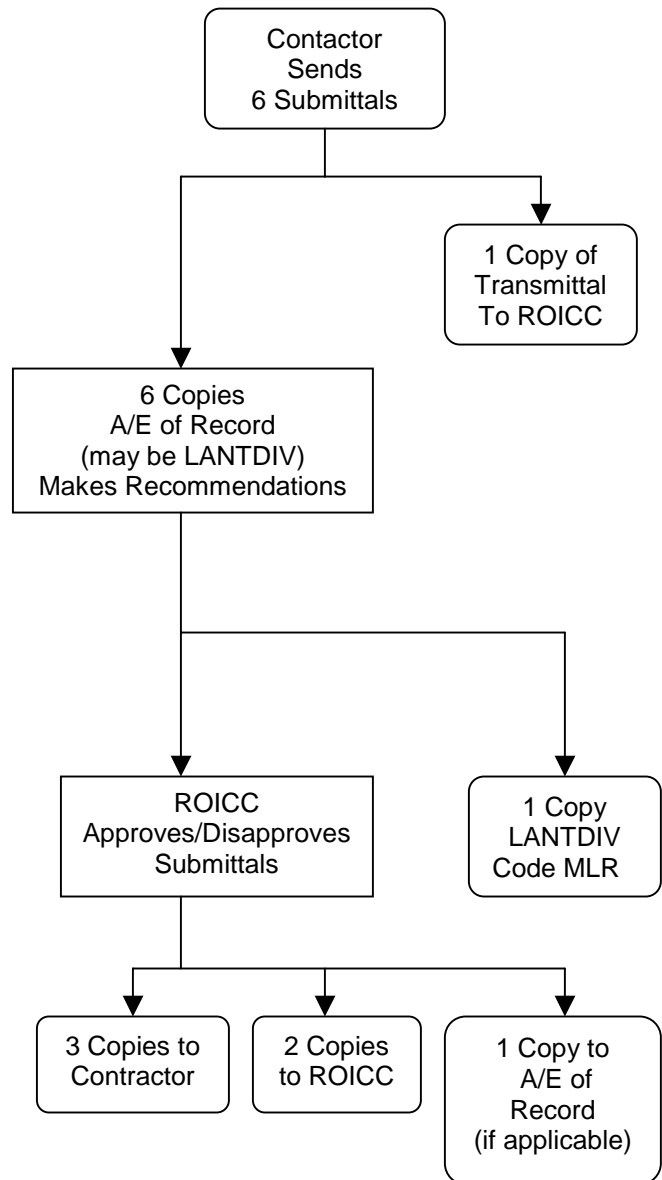 Contactor
Sends
6 Submittals
1 Copy of
Transmittal
To ROICC
6 Copies
A/E of Record
(may be LANTDIV)
Makes Recommendations
ROICC
Approves/Disapproves
Submittals
1 Copy
LANTDIV
Code MLR
3 Copies to
Contractor
2 Copies
to ROICC
1 Copy to
A/E of
Record
(if applicable)